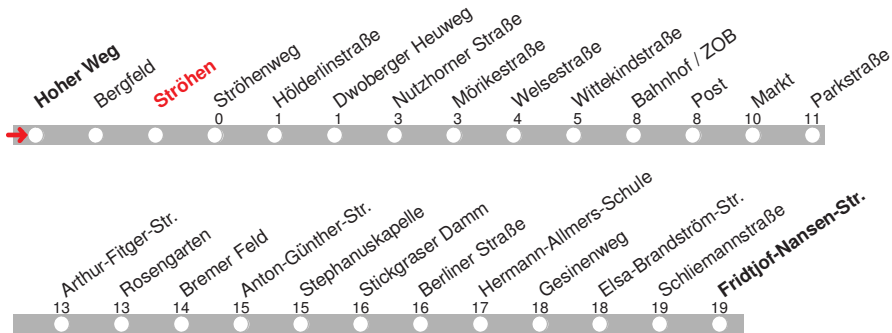 Hoher Weg
Bergfeld
Ströhen
Ströhenweg
Hölderlinstraße
Dwoberger Heuweg
Nutzhorner Straße
Mörikestraße
Welsestraße
Wittekindstraße
Bahnhof / ZOB
Post
Markt
Parkstraße
0 1 1 3 3 4 5 8 8 10 11
Arthur-Fitger-Str.
Rosengarten
Bremer Feld
Anton-Günther-Str.
Stephanuskapelle
Stickgraser Damm
Berliner Straße
Hermann-Allmers-Schule
Gesinenweg
Elsa-Brandström-Str.
Schliemannstraße
Fridtjof-Nansen-Str.
13 13 14 15 15 16 16 17 18 18 19 19